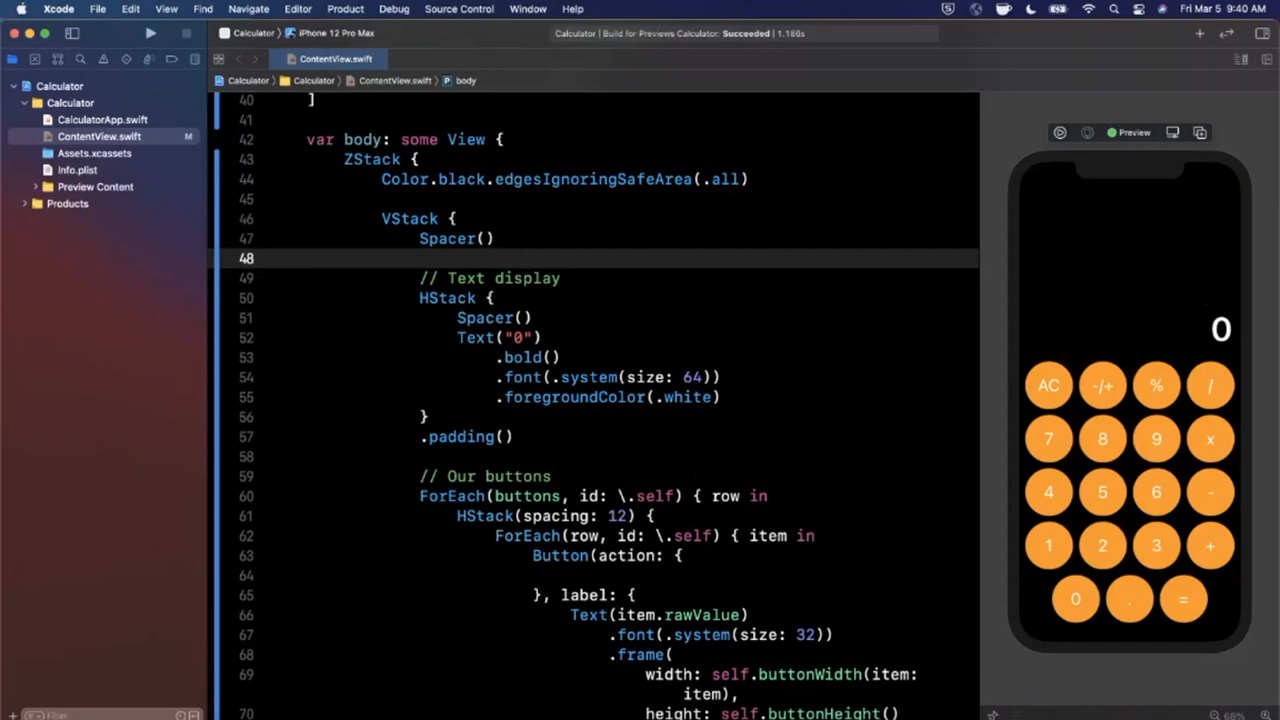 Xcode File Edit View Find Navigate Editor Product Debug Source Control Window Help Fri Mar 5 9:40 AM
Calculator iPhone 12 Pro Max Calculator | Build for Previews Calculator: Succeeded | 1.186s
ContentView.swift
Calculator Calculator ContentView.swift P body
Calculator
Calculator
CalculatorApp.swift
ContentView.swift M
Assets.xcassets
Info.plist
Preview Content
Products
Filter
40 ]
41
42 var body: some View {
43 ZStack {
44 Color.black.edgesIgnoringSafeArea(.all)
45
46 VStack {
47 Spacer()
48
49 // Text display
50 HStack {
51 Spacer()
52 Text("0")
53 .bold()
54 .font(.system(size: 64))
55 .foregroundColor(.white)
56 }
57 .padding()
58
59 // Our buttons
60 ForEach(buttons, id: \.self) { row in
61 HStack(spacing: 12) {
62 ForEach(row, id: \.self) { item in
63 Button(action: {
64
65 }, label: {
66 Text(item.rawValue)
67 .font(.system(size: 32))
68 .frame(
69 width: self.buttonWidth(item:
item),
70 height: self.buttonHeight()
Preview
0
AC -/+ % /
7 8 9 x
4 5 6 -
1 2 3 +
0 . =
68%